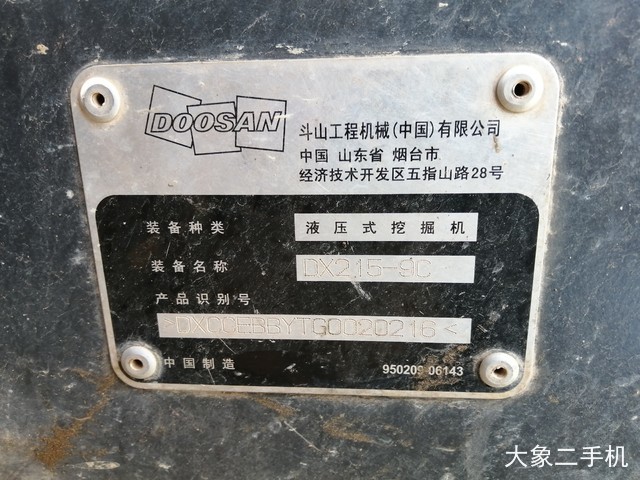 DOOSAN
斗山工程机械(中国)有限公司
中国 山东省 烟台市
经济技术开发区五指山路28号
装备种类 液压式挖掘机
装备名称 DX215-9C
产品识别号
>DXCCEBBYTG0020216<
中国制造 950209-06143
大象二手机